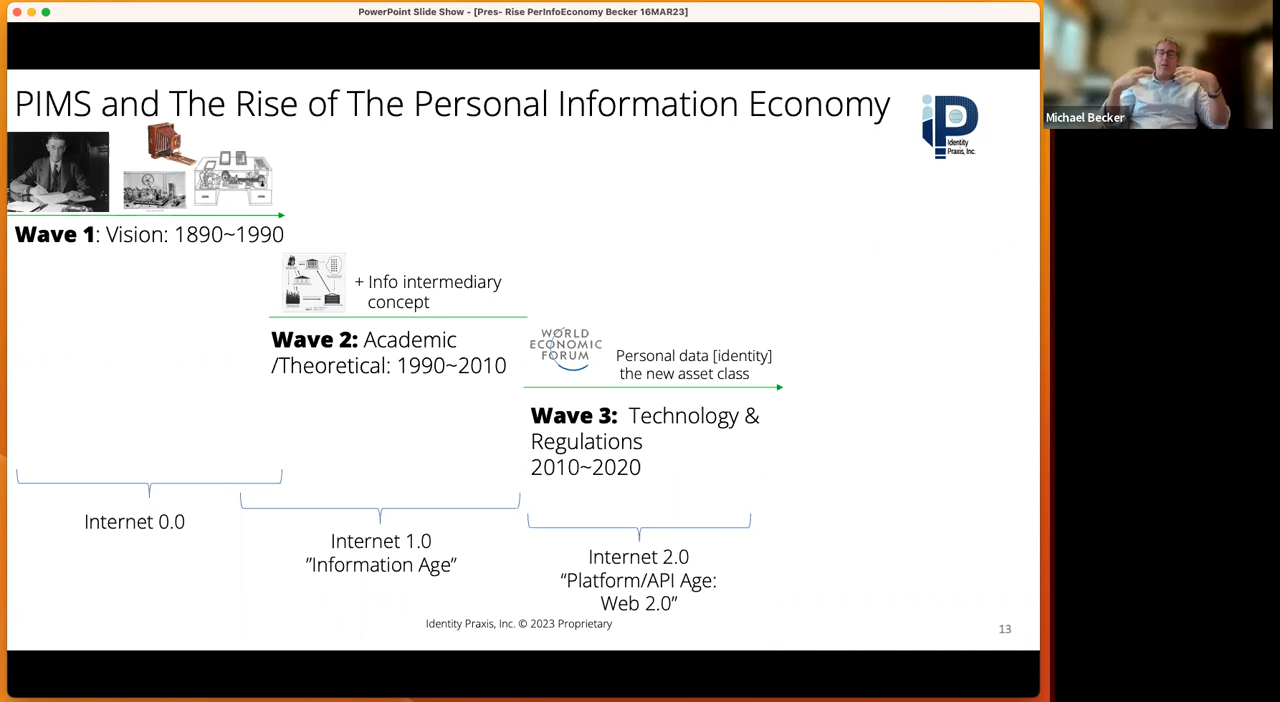 PowerPoint Slide Show - [Pres- Rise PerInfoEconomy Becker 16MAR23]
PIMS and The Rise of The Personal Information Economy
iP
Identity
Praxis, Inc.
Michael Becker
Wave 1: Vision: 1890~1990
+ Info intermediary
concept
Wave 2: Academic
/Theoretical: 1990~2010
WORLD
ECONOMIC
FORUM
Personal data [identity]
the new asset class
Wave 3: Technology &
Regulations
2010~2020
Internet 0.0
Internet 1.0
”Information Age”
Internet 2.0
“Platform/API Age:
Web 2.0”
Identity Praxis, Inc. © 2023 Proprietary
13